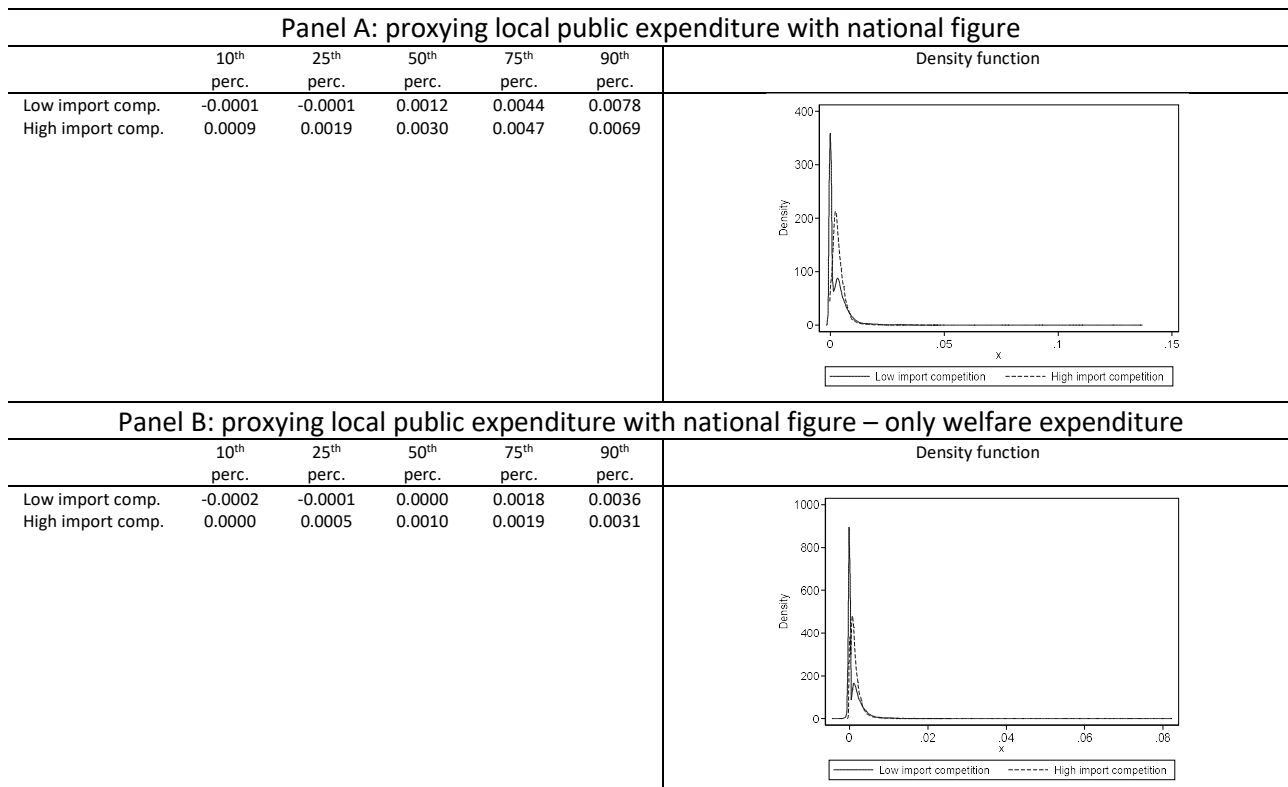 Panel A: proxying local public expenditure with national figure
10th 25th 50th 75th 90th Density function
perc. perc. perc. perc. perc.
Low import comp. -0.0001 -0.0001 0.0012 0.0044 0.0078
High import comp. 0.0009 0.0019 0.0030 0.0047 0.0069
400
300
200
100
0
Density
0 .05 .1 .15
x
Low import competition High import competition
Panel B: proxying local public expenditure with national figure – only welfare expenditure
10th 25th 50th 75th 90th Density function
perc. perc. perc. perc. perc.
Low import comp. -0.0002 -0.0001 0.0000 0.0018 0.0036
High import comp. 0.0000 0.0005 0.0010 0.0019 0.0031
1000
800
600
400
200
0
Density
0 .02 .04 .06 .08
x
Low import competition High import competition